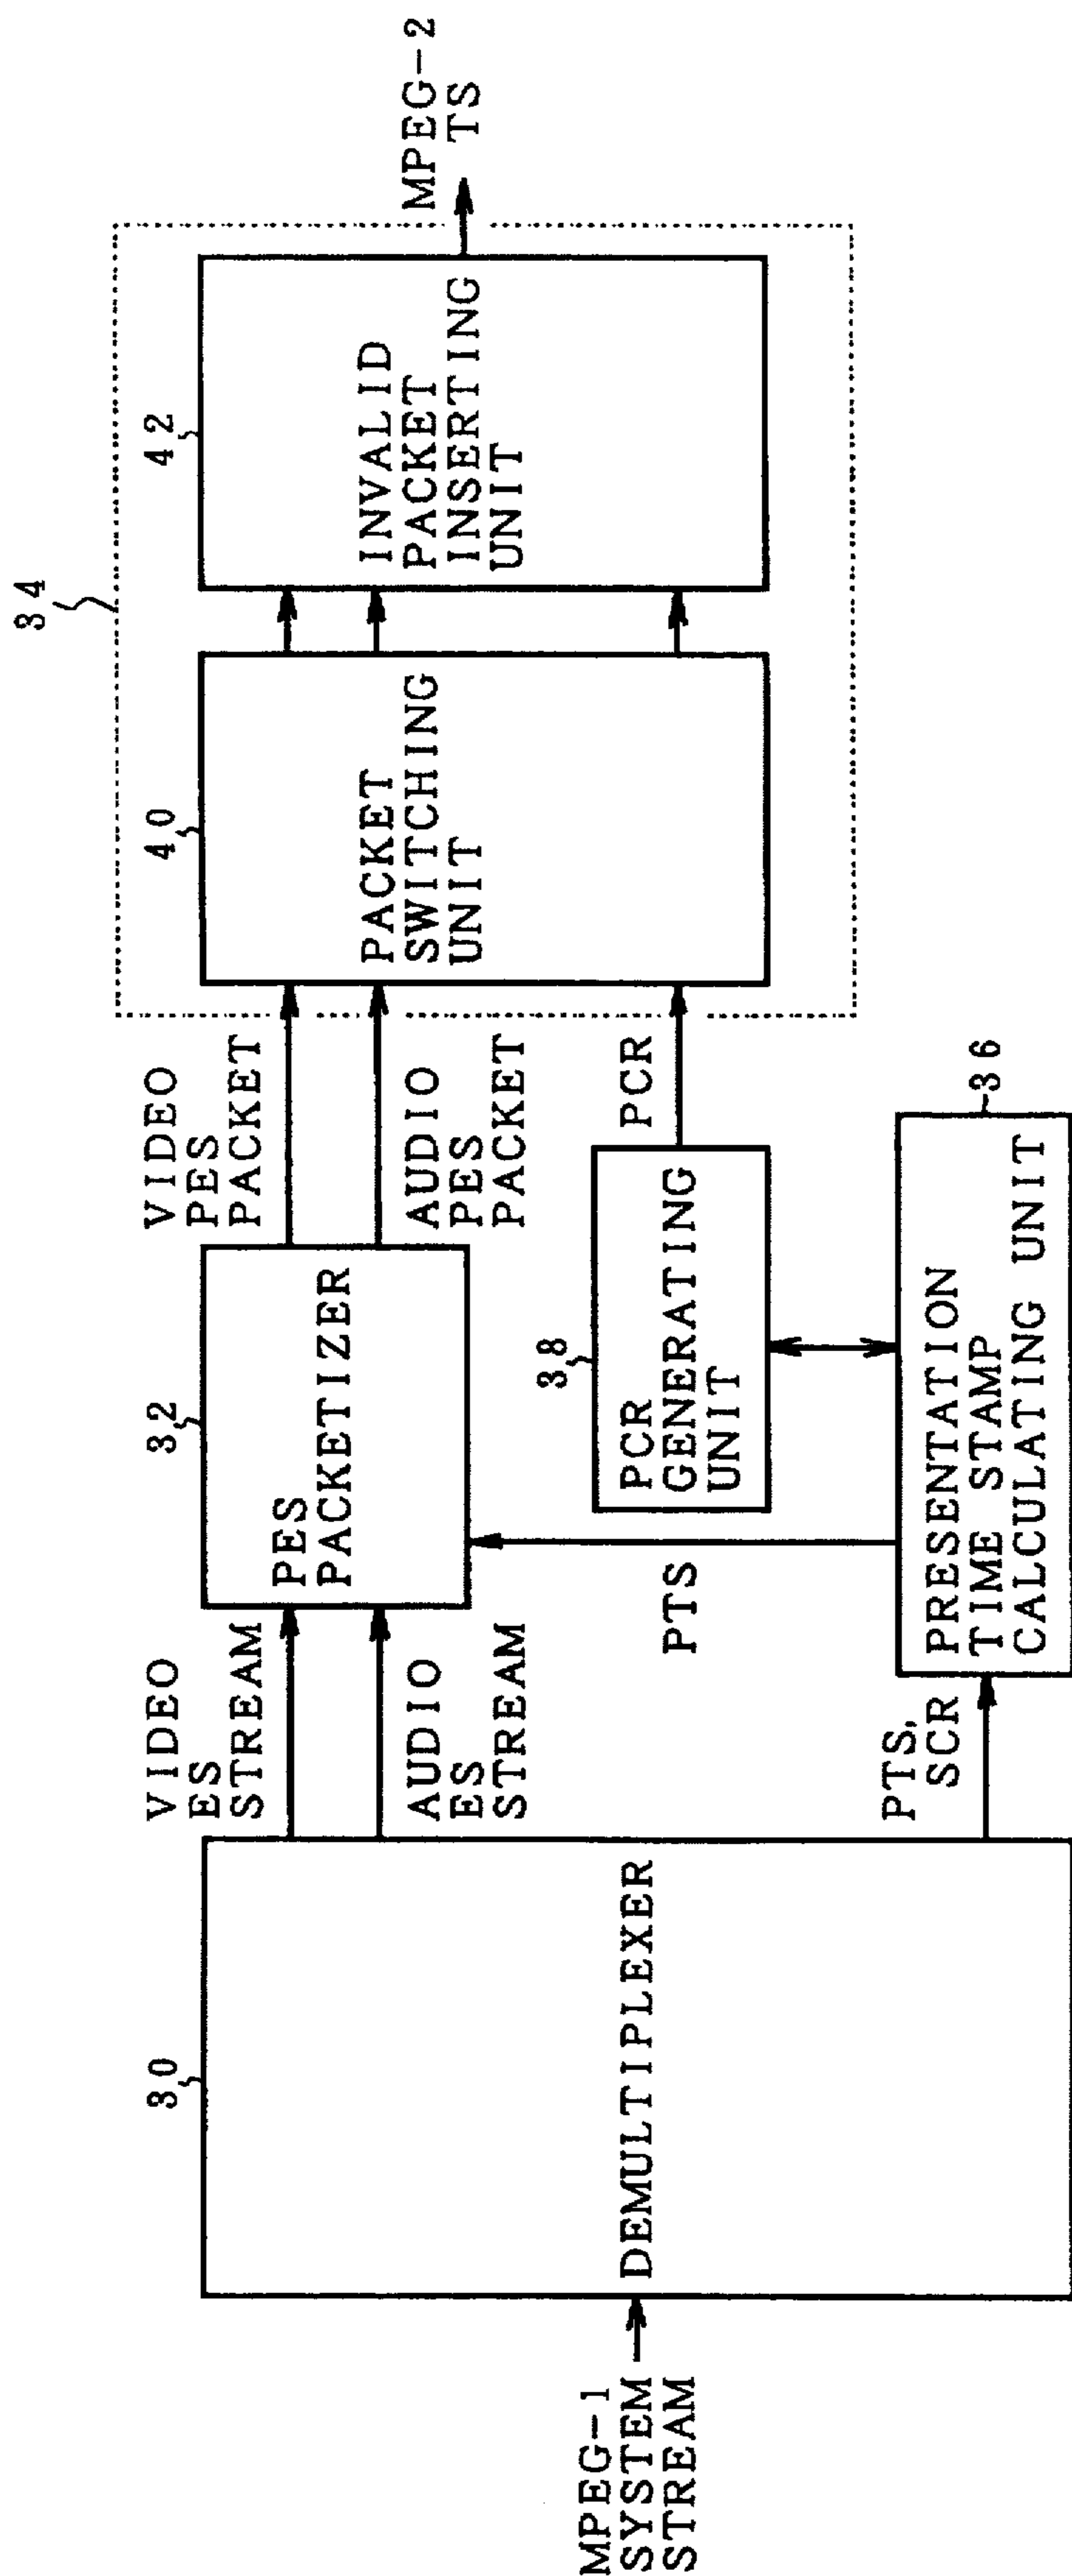 MPEG-1
SYSTEM
STREAM
30
DEMULTIPLEXER
VIDEO
ES
STREAM
AUDIO
ES
STREAM
PTS,
SCR
32
PES
PACKETIZER
PTS
36
PRESENTATION
TIME STAMP
CALCULATING UNIT
38
PCR
GENERATING
UNIT
VIDEO
PES
PACKET
AUDIO
PES
PACKET
PCR
34
40
PACKET
SWITCHING
UNIT
42
INVALID
PACKET
INSERTING
UNIT
MPEG-2
TS